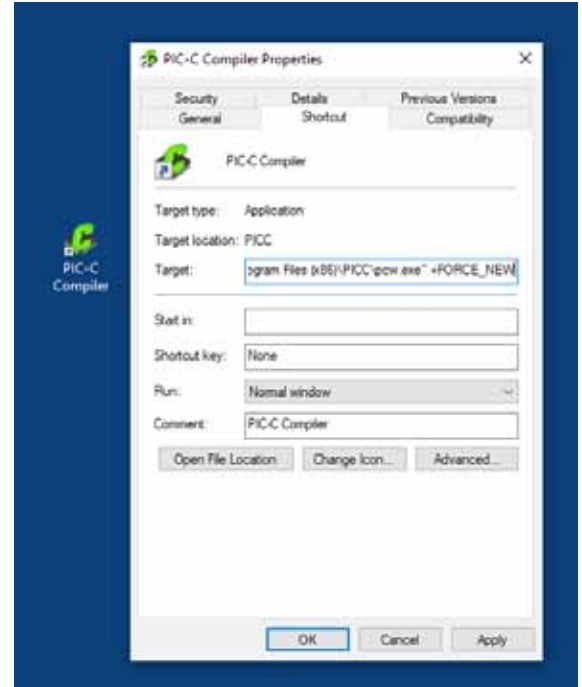 PIC-C Compiler Properties
Security Details Previous Versions
General Shortcut Compatibility
PIC-C Compiler
Target type: Application
Target location: PICC
Target: ogram Files (x86)\PICC\pcw.exe" +FORCE_NEW
Start in:
Shortcut key: None
Run: Normal window
Comment: PIC-C Compiler
Open File Location Change Icon... Advanced...
OK Cancel Apply
PIC-C
Compiler